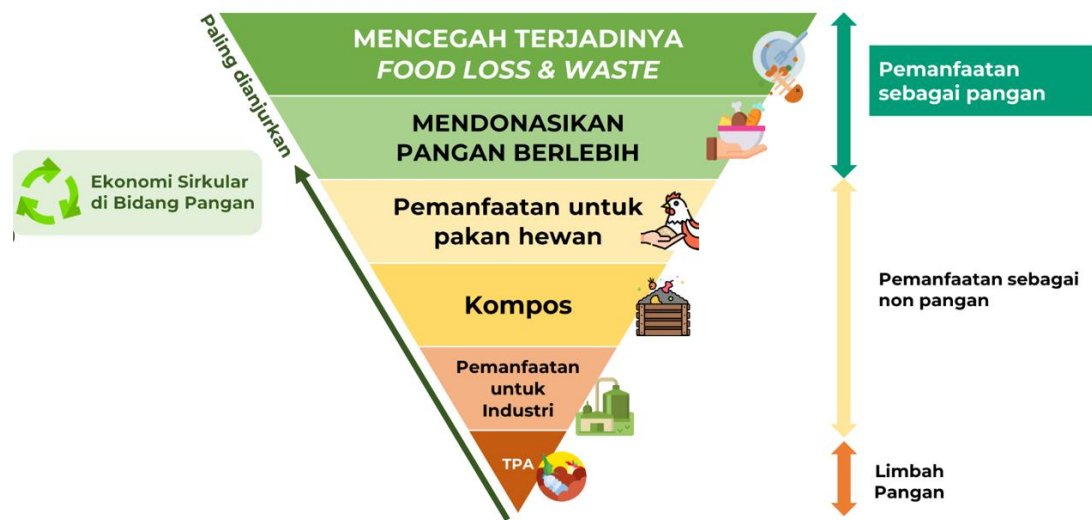 Paling dianjurkan
MENCEGAH TERJADINYA
FOOD LOSS & WASTE
MENDONASIKAN
PANGAN BERLEBIH
Pemanfaatan untuk
pakan hewan
Kompos
Pemanfaatan
untuk
Industri
TPA
Ekonomi Sirkular
di Bidang Pangan
Pemanfaatan
sebagai pangan
Pemanfaatan sebagai
non pangan
Limbah
Pangan